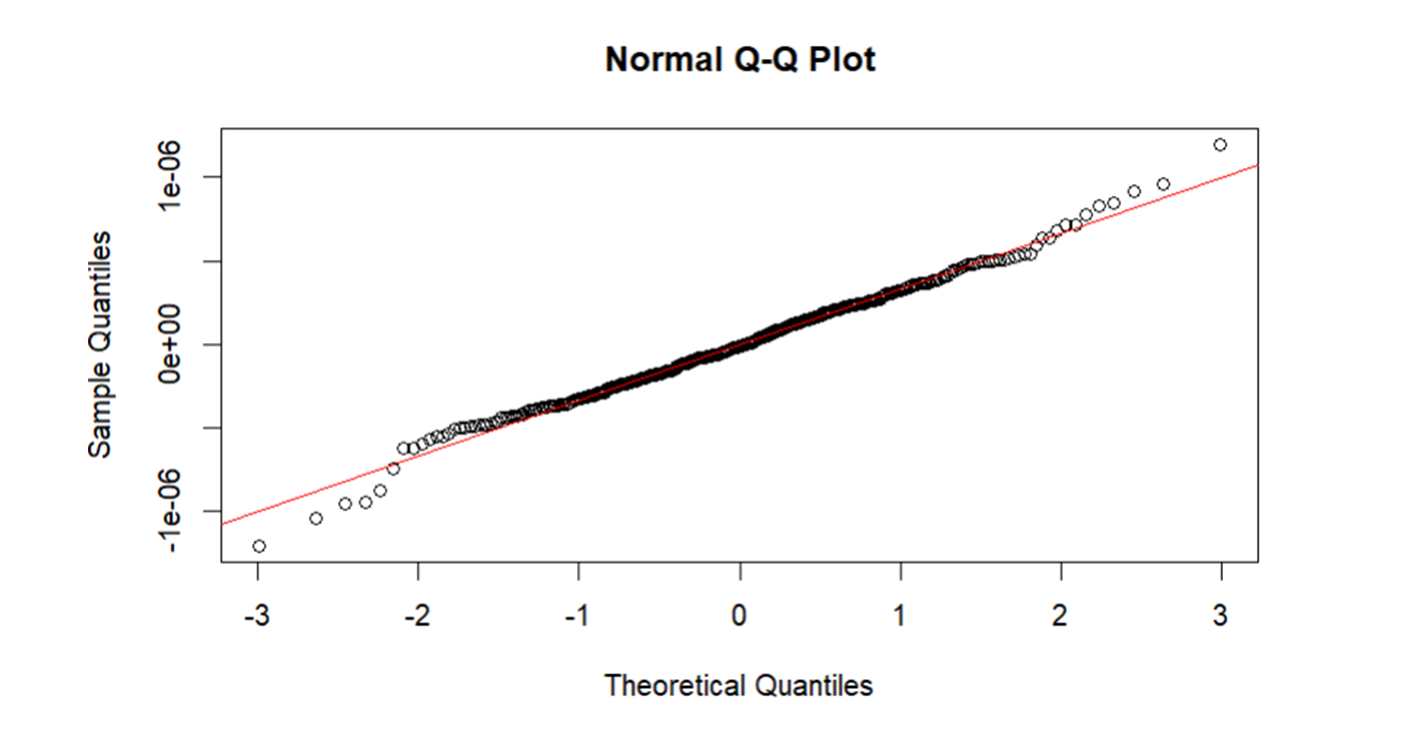 Normal Q-Q Plot
Sample Quantiles
1e-06
0e+00
-1e-06
-3 -2 -1 0 1 2 3
Theoretical Quantiles